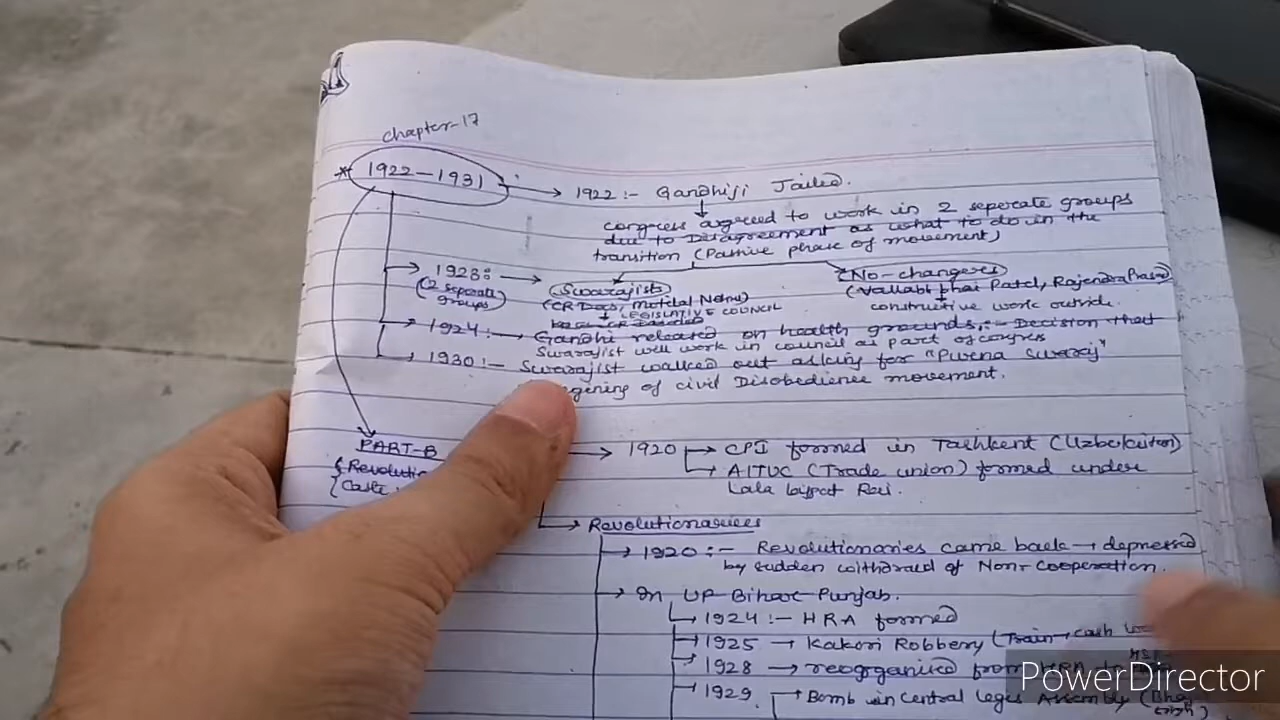 chapter-17
* 1922-1931 → 1922 :- Gandhiji Jailed.
congress agreed to work in 2 seperate groups
due to Disagreement as what to do in the
transition (Passive phase of movement)
1923: → Swarajists
(2 separate groups)
(CR Das, Motilal Nehru)
LEGISLATIVE COUNCIL
No-changers
(Vallabh bhai Patel, Rajendra Prasad)
constructive work outside.
1924 :- Gandhi released on health grounds. :- Decision that
Swarajist will work in council as part of congress
1930 :- Swarajist walked out asking for "Purna Swaraj"
of civil Disobedience movement.
PART-B
→ 1920 → CPI formed in Tashkent (Uzbekistan)
→ AITUC (Trade union) formed under
Lala lajpat Rai.
→ Revolutionaries
→ 1920 :- Revolutionaries came back → depressed
by sudden withdrawl of Non-cooperation.
→ In UP Bihar Punjab.
→ 1924 :- HRA formed
→ 1925 → Kakori Robbery (Train → cash
→ 1928 → reorganised from HRA to
→ 1929. → Bomb in Central Legis Assembly
PowerDirector